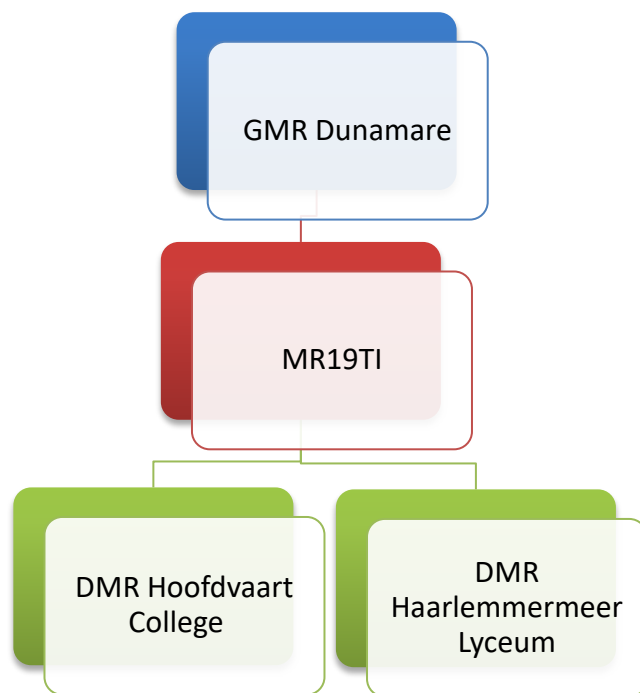 GMR Dunamare
MR19TI
DMR Hoofdvaart
College
DMR
Haarlemmermeer
Lyceum